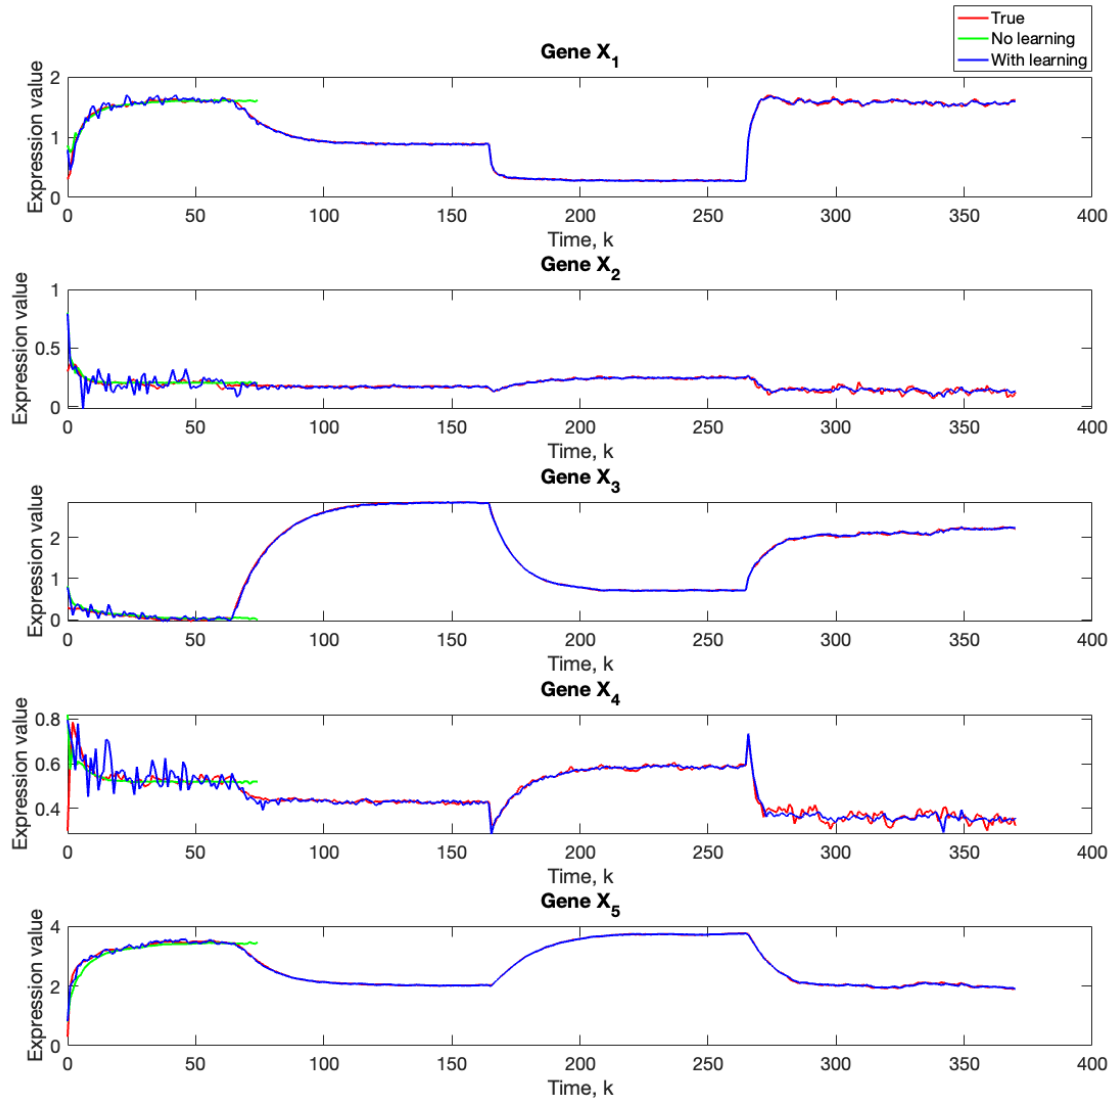 True
No learning
With learning
Gene X1
Expression value
2
1
0
0 50 100 150 200 250 300 350 400
Time, k
Gene X2
Expression value
1
0.5
0
0 50 100 150 200 250 300 350 400
Time, k
Gene X3
Expression value
2
1
0
0 50 100 150 200 250 300 350 400
Time, k
Gene X4
Expression value
0.8
0.6
0.4
0 50 100 150 200 250 300 350 400
Time, k
Gene X5
Expression value
4
2
0
0 50 100 150 200 250 300 350 400
Time, k